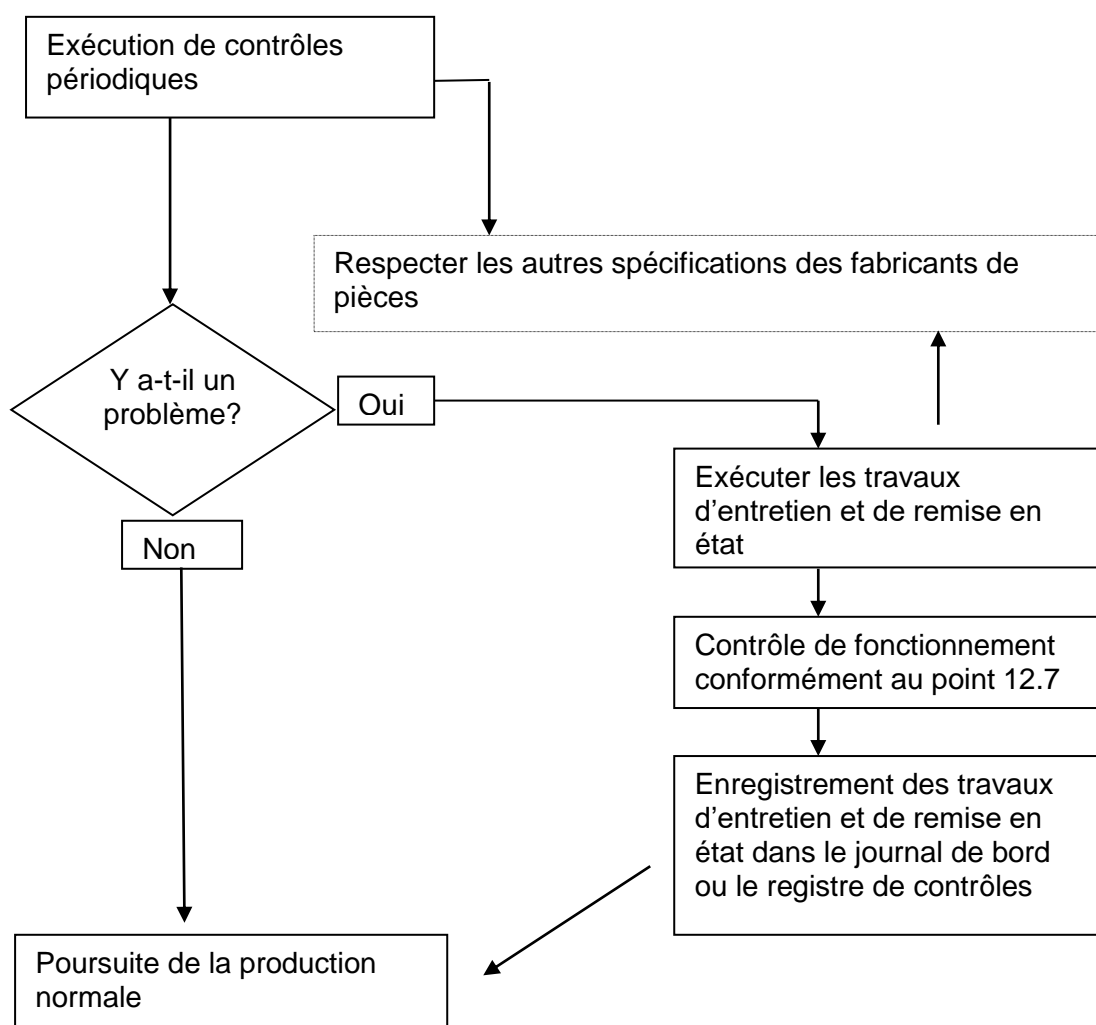 Exécution de contrôles
périodiques
Respecter les autres spécifications des fabricants de
pièces
Y a-t-il un
problème?
Oui
Non
Exécuter les travaux
d’entretien et de remise en
état
Contrôle de fonctionnement
conformément au point 12.7
Enregistrement des travaux
d’entretien et de remise en
état dans le journal de bord
ou le registre de contrôles
Poursuite de la production
normale